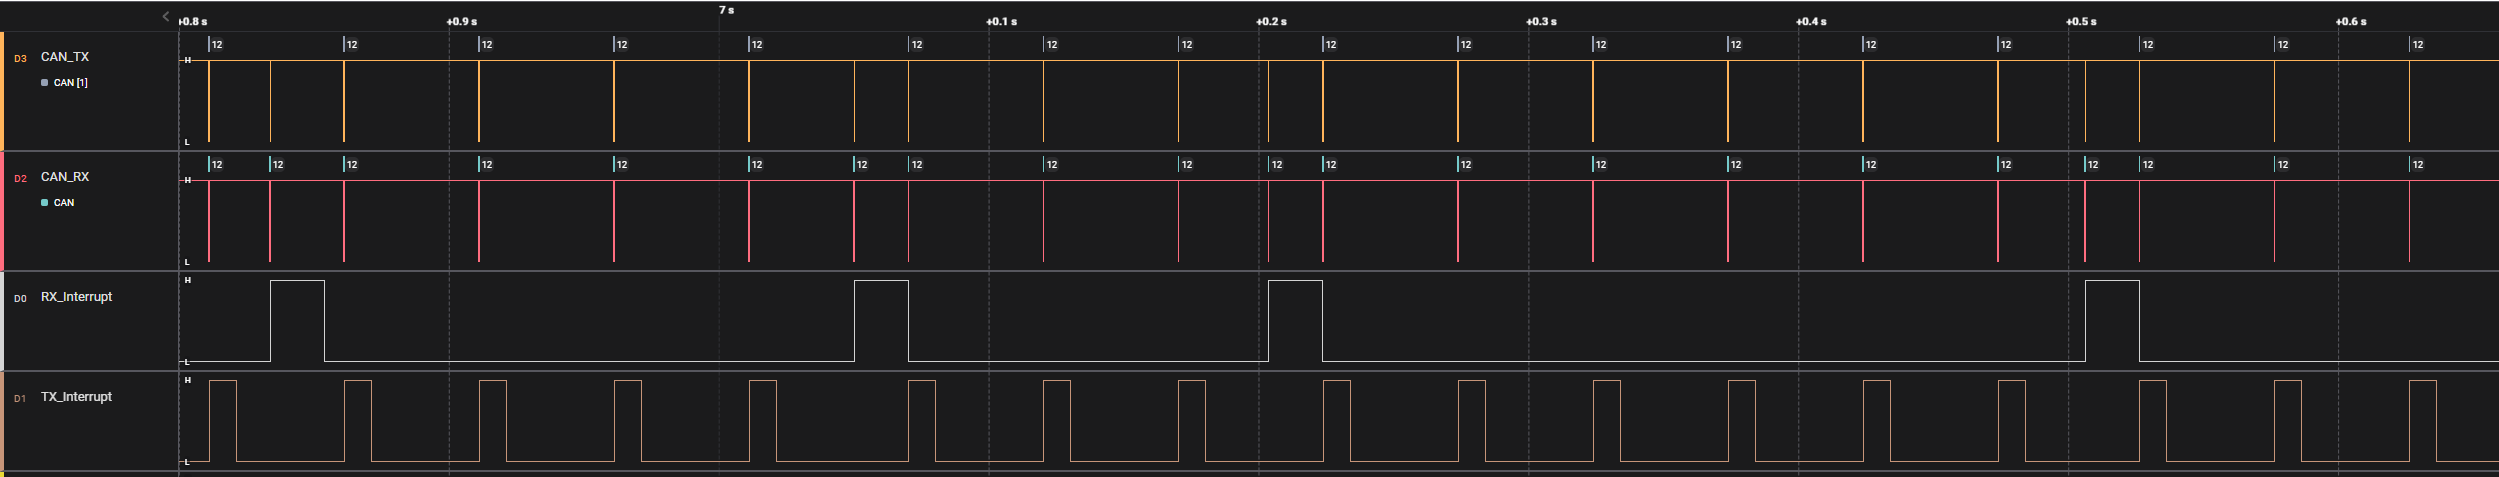 7 s
+0.8 s +0.9 s +0.1 s +0.2 s +0.3 s +0.4 s +0.5 s +0.6 s
12 12 12 12 12 12 12 12 12 12 12 12 12 12 12 12 12
D3 CAN_TX H
CAN [1]
L
12 12 12 12 12 12 12 12 12 12 12 12 12 12 12 12 12 12 12 12 12
D2 CAN_RX H
CAN
L
H
D0 RX_Interrupt
L
H
D1 TX_Interrupt
L